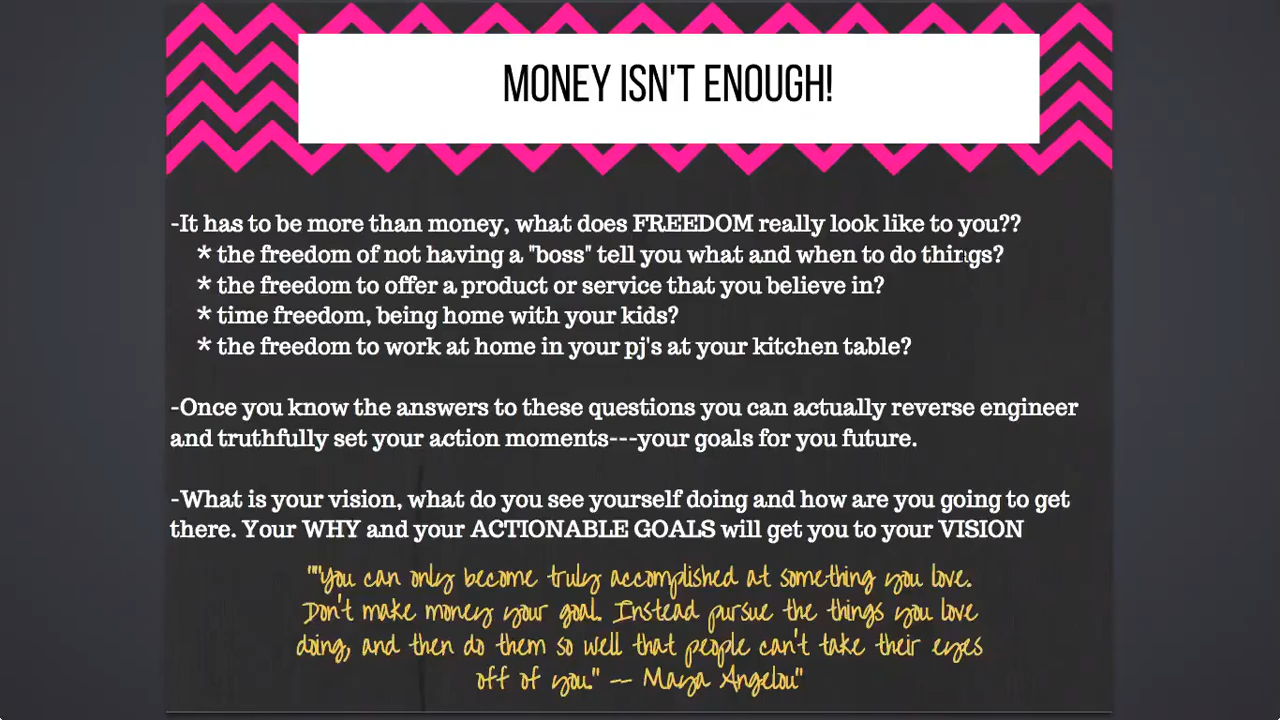 MONEY ISN'T ENOUGH!
-It has to be more than money, what does FREEDOM really look like to you??
* the freedom of not having a "boss" tell you what and when to do things?
* the freedom to offer a product or service that you believe in?
* time freedom, being home with your kids?
* the freedom to work at home in your pj's at your kitchen table?
-Once you know the answers to these questions you can actually reverse engineer
and truthfully set your action moments---your goals for you future.
-What is your vision, what do you see yourself doing and how are you going to get
there. Your WHY and your ACTIONABLE GOALS will get you to your VISION
""You can only become truly accomplished at something you love.
Don't make money your goal. Instead pursue the things you love
doing, and then do them so well that people can't take their eyes
off of you." -- Maya Angelou"